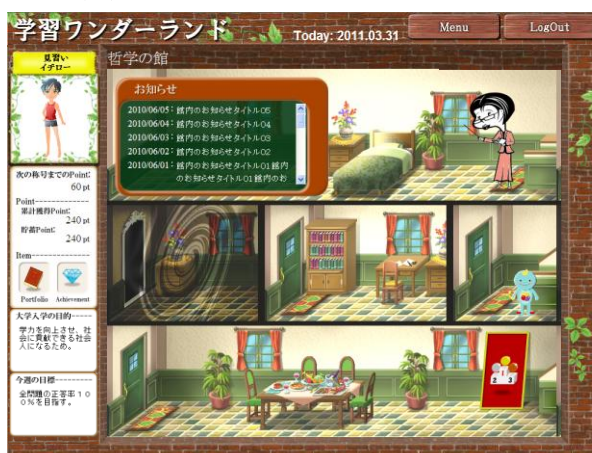 学習ワンダーランド
Today: 2011.03.31
Menu
LogOut
見習い
イチロー
哲学の館
お知らせ
2010/06/05: 館内のお知らせタイトル05
2010/06/04: 館内のお知らせタイトル04
2010/06/03: 館内のお知らせタイトル03
2010/06/02: 館内のお知らせタイトル02
2010/06/01: 館内のお知らせタイトル01館内
のお知らせタイトル01館内のお
次の称号までのPoint:
60 pt
Point
累計獲得Point:
240 pt
貯蓄Point:
240 pt
Item
Portfolio
Achievement
大学入学の目的
学力を向上させ、社
会に貢献できる社会
人になるため。
今週の目標
全問題の正答率10
0%を目指す。
2 3